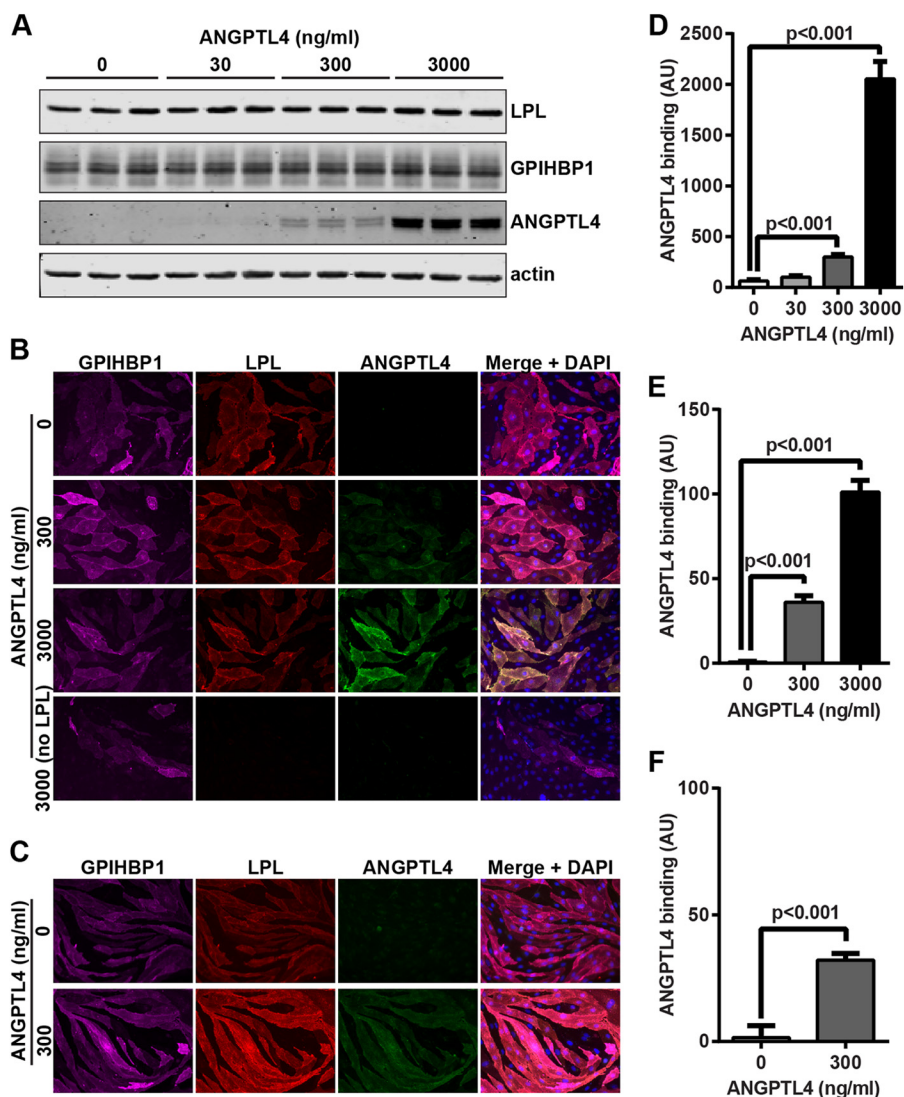 A
ANGPTL4 (ng/ml)
0 30 300 3000
LPL
GPIHBP1
ANGPTL4
actin
B
GPIHBP1 LPL ANGPTL4 Merge + DAPI
ANGPTL4 (ng/ml)
0
300
3000
3000 (no LPL)
C
GPIHBP1 LPL ANGPTL4 Merge + DAPI
ANGPTL4 (ng/ml)
0
300
D
ANGPTL4 binding (AU)
2500
2000
1500
1000
500
0
p<0.001
p<0.001
0 30 300 3000
ANGPTL4 (ng/ml)
E
ANGPTL4 binding (AU)
150
100
50
0
p<0.001
p<0.001
0 300 3000
ANGPTL4 (ng/ml)
F
ANGPTL4 binding (AU)
100
50
0
p<0.001
0 300
ANGPTL4 (ng/ml)